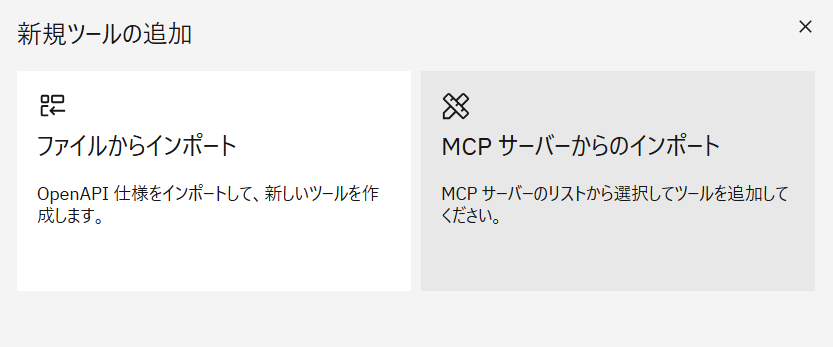 新規ツールの追加
ファイルからインポート
OpenAPI 仕様をインポートして、新しいツールを作
成します。
MCP サーバーからのインポート
MCP サーバーのリストから選択してツールを追加して
ください。